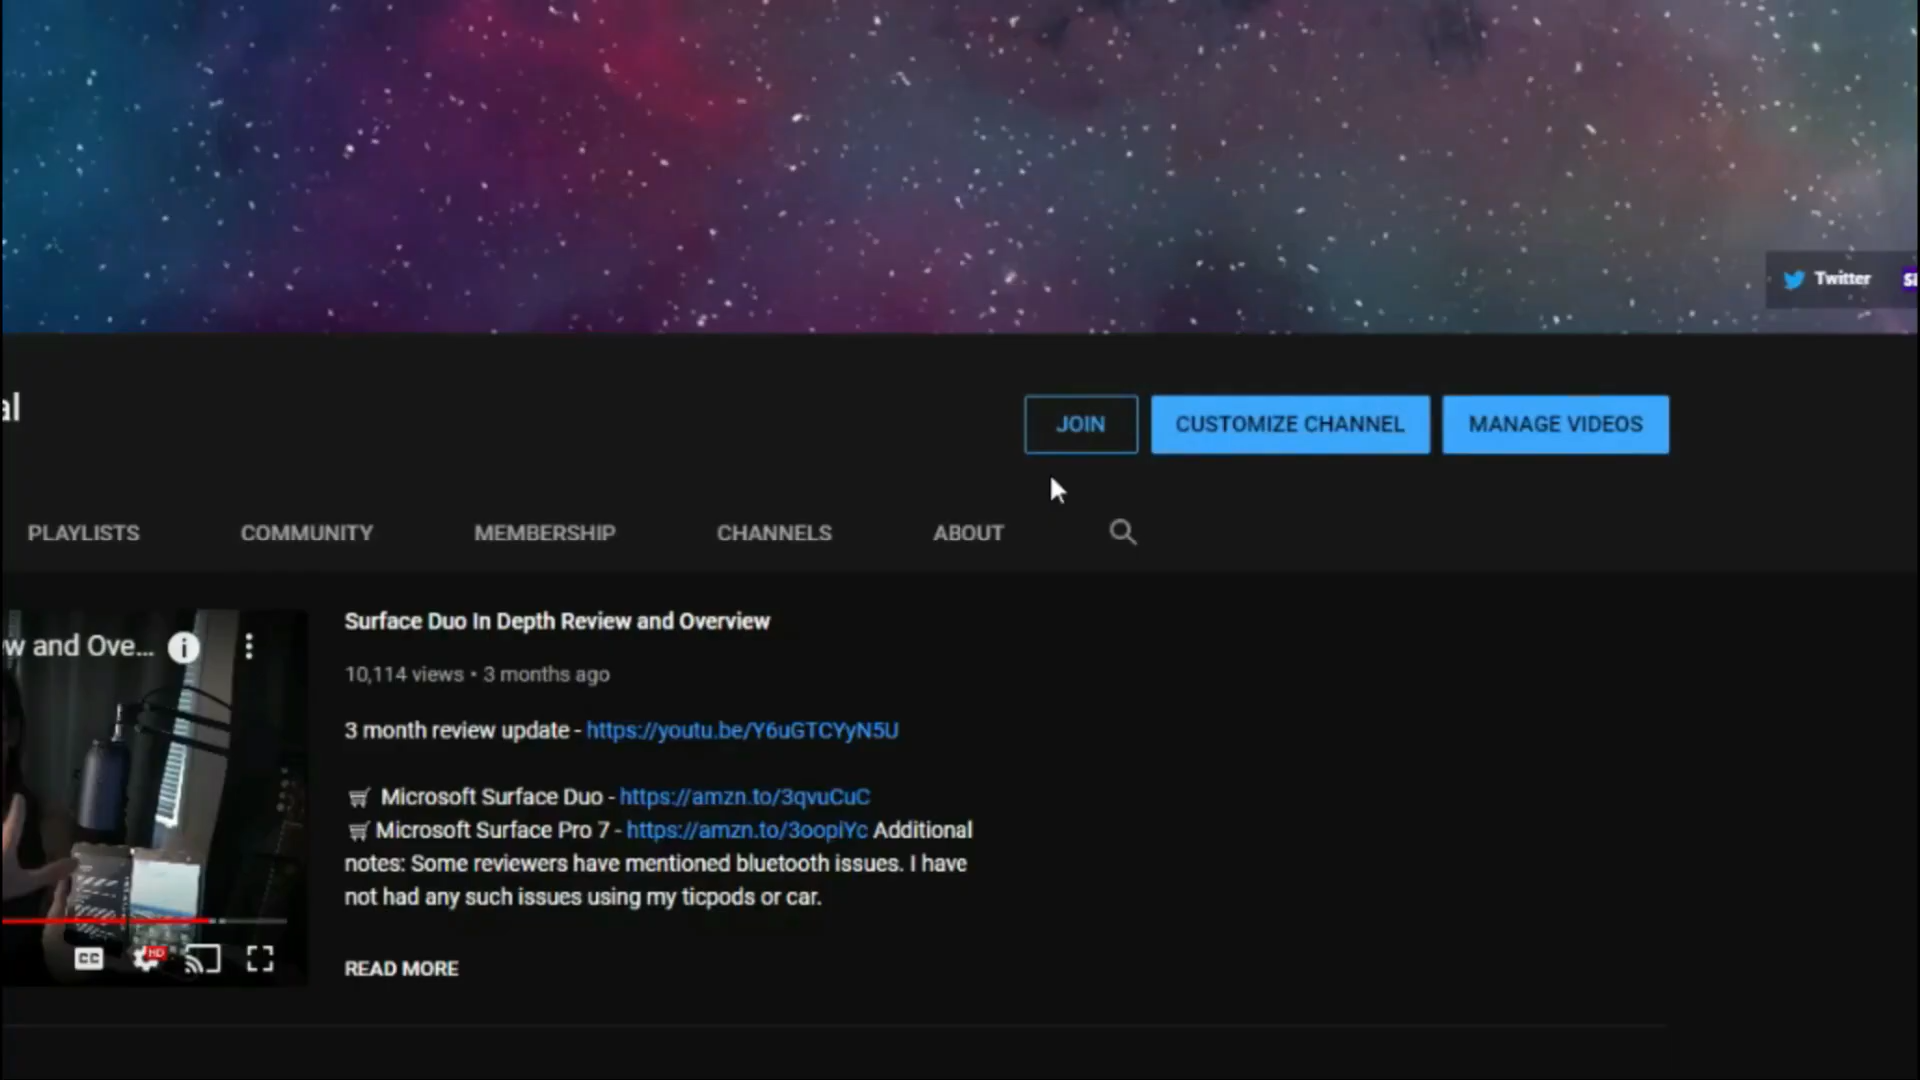 Twitter
al
JOIN
CUSTOMIZE CHANNEL
MANAGE VIDEOS
PLAYLISTS
COMMUNITY
MEMBERSHIP
CHANNELS
ABOUT
w and Ove...
Surface Duo In Depth Review and Overview
10,114 views • 3 months ago
3 month review update - https://youtu.be/Y6uGTCYyN5U
Microsoft Surface Duo - https://amzn.to/3qvuCuC
Microsoft Surface Pro 7 - https://amzn.to/3oopiYc Additional
notes: Some reviewers have mentioned bluetooth issues. I have
not had any such issues using my ticpods or car.
CC
HD
READ MORE